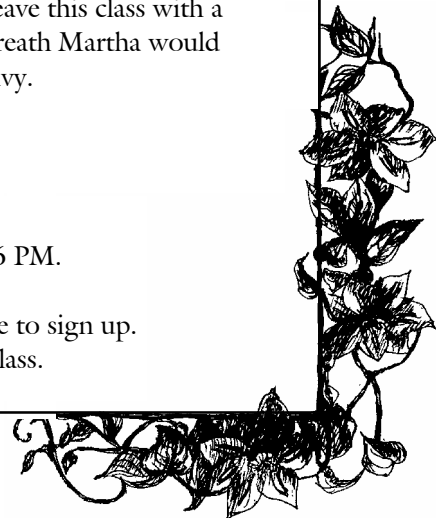 eave this class with a
reath Martha would
vy.
6 PM.
e to sign up.
lass.